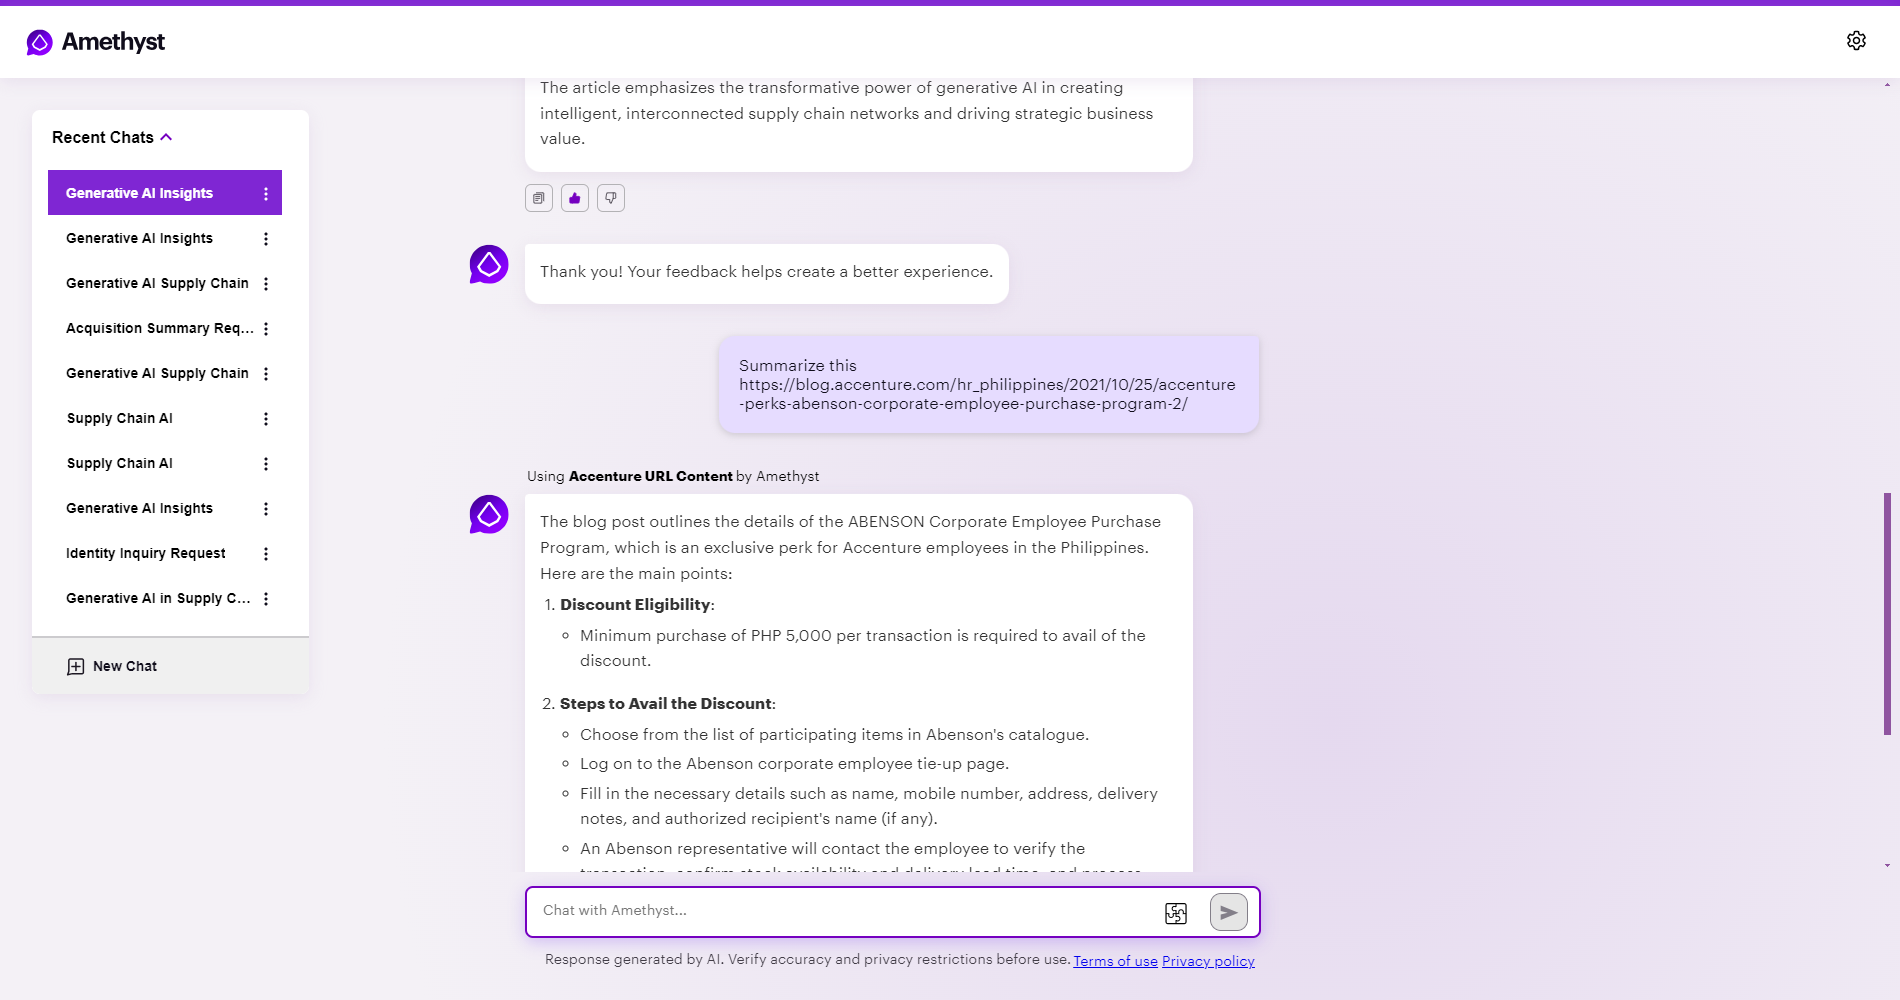 Amethyst
Recent Chats
Generative AI Insights
Generative AI Insights
Generative AI Supply Chain
Acquisition Summary Req...
Generative AI Supply Chain
Supply Chain AI
Supply Chain AI
Generative AI Insights
Identity Inquiry Request
Generative AI in Supply C...
New Chat
The article emphasizes the transformative power of generative AI in creating
intelligent, interconnected supply chain networks and driving strategic business
value.
Thank you! Your feedback helps create a better experience.
Summarize this
https://blog.accenture.com/hr_philippines/2021/10/25/accenture
-perks-abenson-corporate-employee-purchase-program-2/
Using Accenture URL Content by Amethyst
The blog post outlines the details of the ABENSON Corporate Employee Purchase
Program, which is an exclusive perk for Accenture employees in the Philippines.
Here are the main points:
1. Discount Eligibility:
◦ Minimum purchase of PHP 5,000 per transaction is required to avail of the
discount.
2. Steps to Avail the Discount:
◦ Choose from the list of participating items in Abenson's catalogue.
◦ Log on to the Abenson corporate employee tie-up page.
◦ Fill in the necessary details such as name, mobile number, address, delivery
notes, and authorized recipient's name (if any).
◦ An Abenson representative will contact the employee to verify the
transaction, confirm stock availability and delivery lead time, and process
Chat with Amethyst...
Response generated by AI. Verify accuracy and privacy restrictions before use. Terms of use Privacy policy